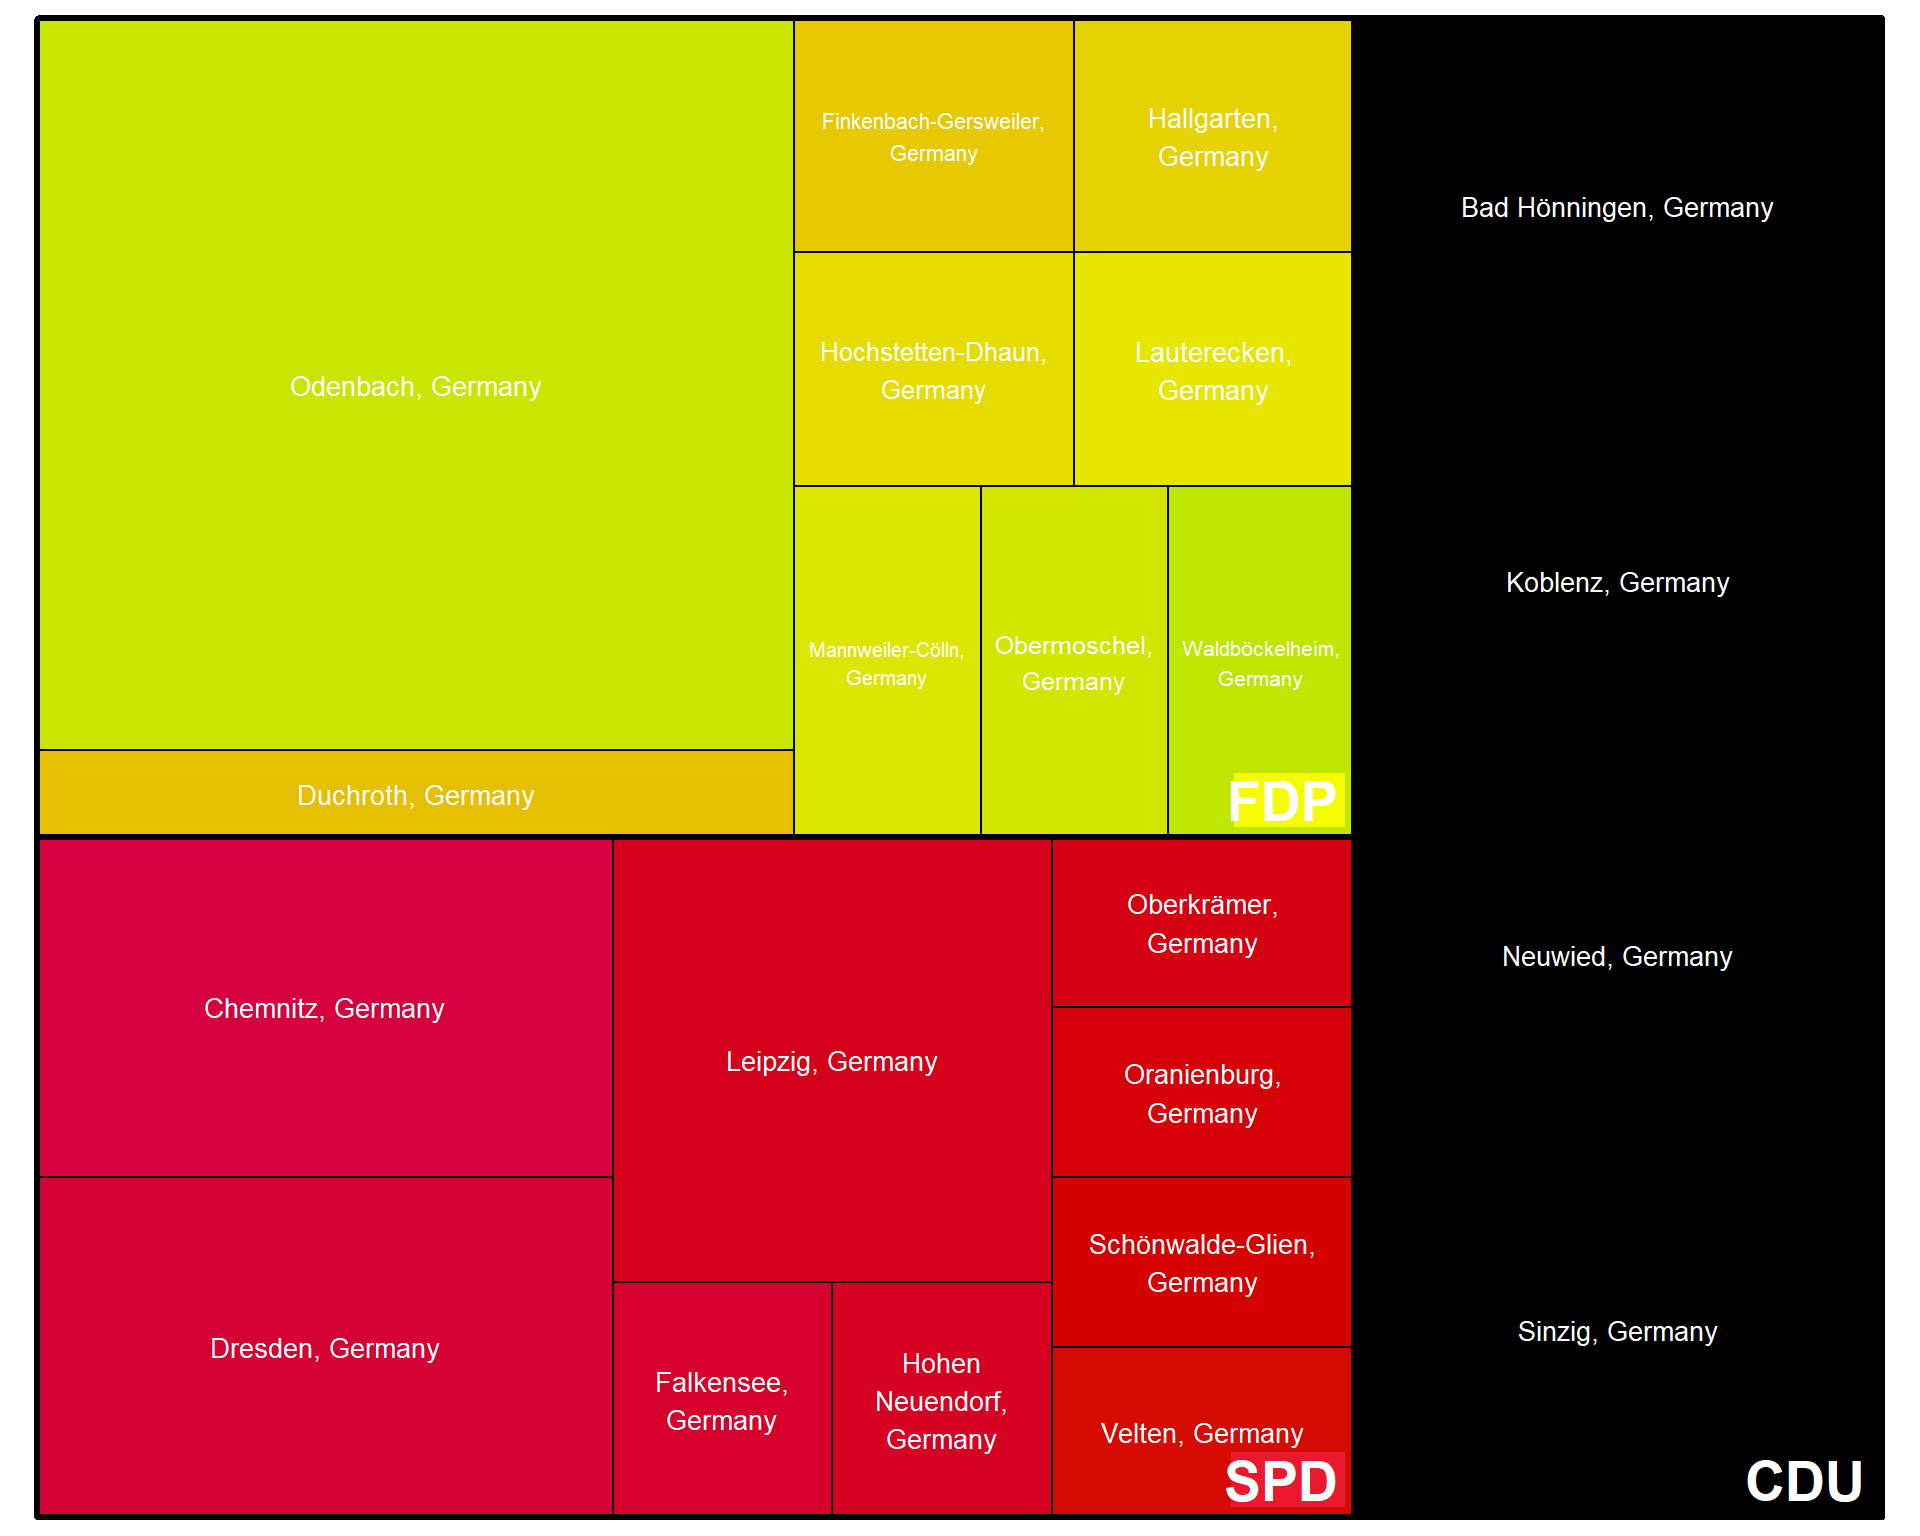 Odenbach, Germany
Duchroth, Germany
Finkenbach-Gersweiler,
Germany
Hallgarten,
Germany
Hochstetten-Dhaun,
Germany
Lauterecken,
Germany
Mannweiler-Cölln,
Germany
Obermoschel,
Germany
Waldböckelheim,
Germany
FDP
Chemnitz, Germany
Dresden, Germany
Leipzig, Germany
Falkensee,
Germany
Hohen
Neuendorf,
Germany
Oberkrämer,
Germany
Oranienburg,
Germany
Schönwalde-Glien,
Germany
Velten, Germany
SPD
Bad Hönningen, Germany
Koblenz, Germany
Neuwied, Germany
Sinzig, Germany
CDU